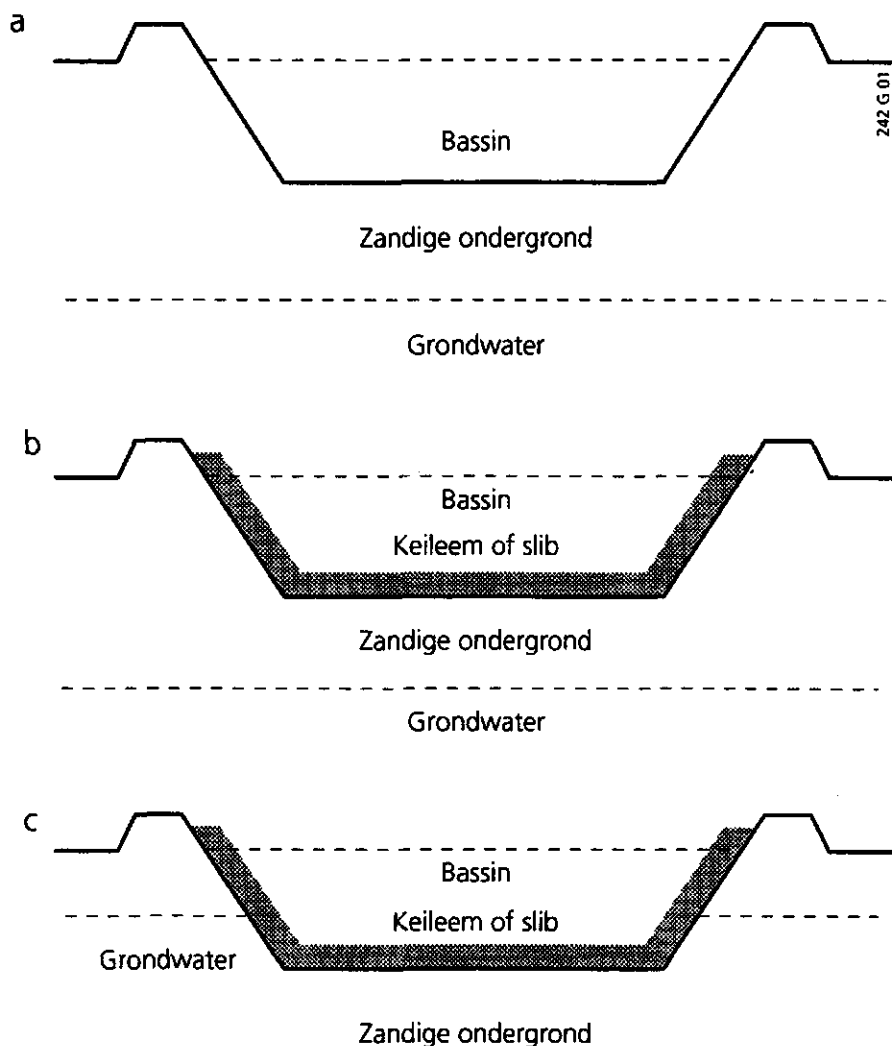 a
242 G 01
Bassin
Zandige ondergrond
Grondwater
b
Bassin
Keileem of slib
Zandige ondergrond
Grondwater
c
Bassin
Keileem of slib
Grondwater
Zandige ondergrond